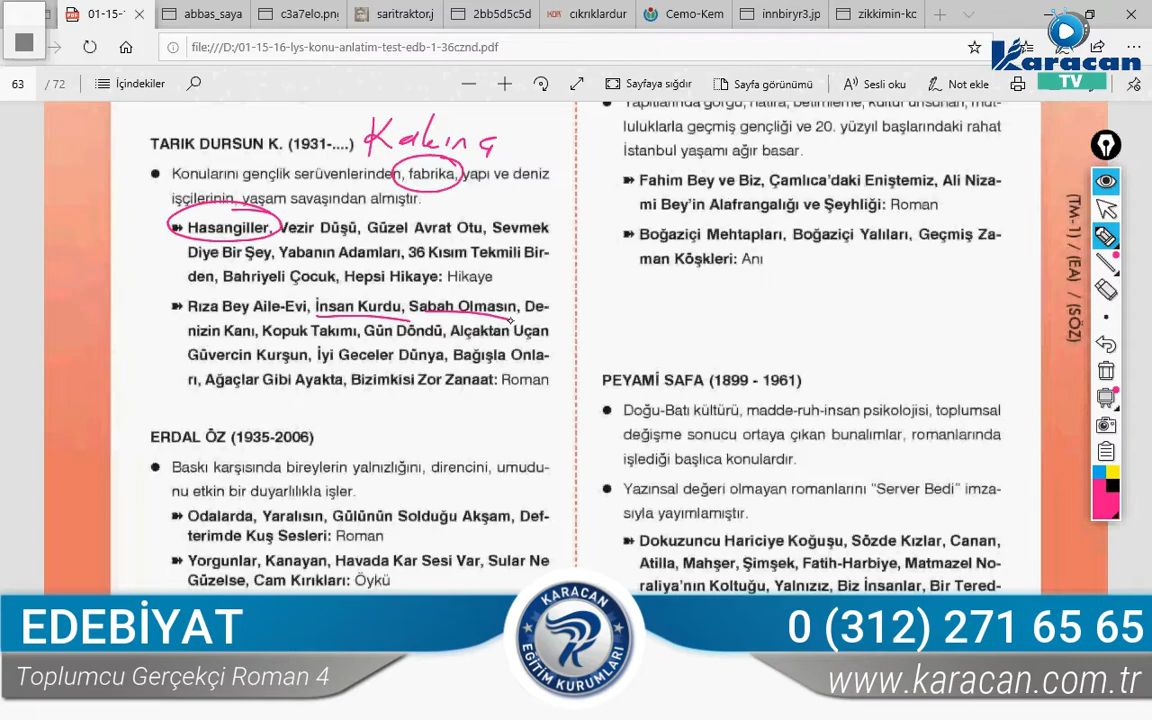 01-15-
abbas_saya
c3a7elo.pnç
saritraktor.j
2bb5d5c5d
KOR
cıkrıklardur
Cemo-Kem
innbiryr3.jp
zikkimin-kc
file:///D:/01-15-16-lys-konu-anlatim-test-edb-1-36cznd.pdf
Karacan
TV
63 / 72
İçindekiler
Sayfaya sığdır
Sayfa görünümü
Sesli oku
Not ekle
TARIK DURSUN K. (1931-....) Kakınç
Konularını gençlik serüvenlerinden, fabrika, yapı ve deniz
işçilerinin, yaşam savaşından almıştır.
Hasangiller, Vezir Düşü, Güzel Avrat Otu, Sevmek
Diye Bir Şey, Yabanın Adamları, 36 Kısım Tekmili Bir-
den, Bahriyeli Çocuk, Hepsi Hikaye: Hikaye
Rıza Bey Aile-Evi, İnsan Kurdu, Sabah Olmasın, De-
nizin Kanı, Kopuk Takımı, Gün Döndü, Alçaktan Uçan
Güvercin Kurşun, İyi Geceler Dünya, Bağışla Onla-
rı, Ağaçlar Gibi Ayakta, Bizimkisi Zor Zanaat: Roman
ERDAL ÖZ (1935-2006)
Baskı karşısında bireylerin yalnızlığını, direncini, umudu-
nu etkin bir duyarlılıkla işler.
Odalarda, Yaralısın, Gülünün Solduğu Akşam, Def-
terimde Kuş Sesleri: Roman
Yorgunlar, Kanayan, Havada Kar Sesi Var, Sular Ne
Güzelse, Cam Kırıkları: Öykü
Yapıtlarında görgü, hatıra, betimleme, kültür unsurları, mut-
luluklarla geçmiş gençliği ve 20. yüzyıl başlarındaki rahat
İstanbul yaşamı ağır basar.
Fahim Bey ve Biz, Çamlıca'daki Eniştemiz, Ali Niza-
mi Bey'in Alafrangalığı ve Şeyhliği: Roman
Boğaziçi Mehtapları, Boğaziçi Yalıları, Geçmiş Za-
man Köşkleri: Anı
PEYAMİ SAFA (1899 - 1961)
Doğu-Batı kültürü, madde-ruh-insan psikolojisi, toplumsal
değişme sonucu ortaya çıkan bunalımlar, romanlarında
işlediği başlıca konulardır.
Yazınsal değeri olmayan romanlarını "Server Bedi" imza-
sıyla yayımlamıştır.
Dokuzuncu Hariciye Koğuşu, Sözde Kızlar, Canan,
Atilla, Mahşer, Şimşek, Fatih-Harbiye, Matmazel No-
raliya'nın Koltuğu, Yalnızız, Biz İnsanlar, Bir Tered-
(TM-1) / (EA) / (SÖZ)
EDEBİYAT
Toplumcu Gerçekçi Roman 4
KARACAN
EĞİTİM KURUMLARI
0 (312) 271 65 65
www.karacan.com.tr